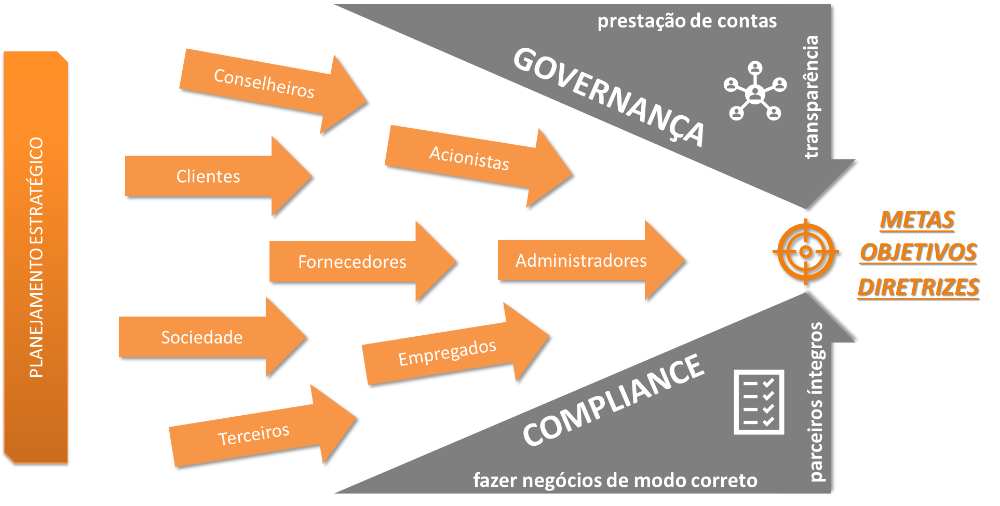 PLANEJAMENTO ESTRATÉGICO
Conselheiros
Clientes
Acionistas
Fornecedores
Administradores
Sociedade
Empregados
Terceiros
prestação de contas
GOVERNANÇA
transparência
METAS
OBJETIVOS
DIRETRIZES
COMPLIANCE
parceiros íntegros
fazer negócios de modo correto